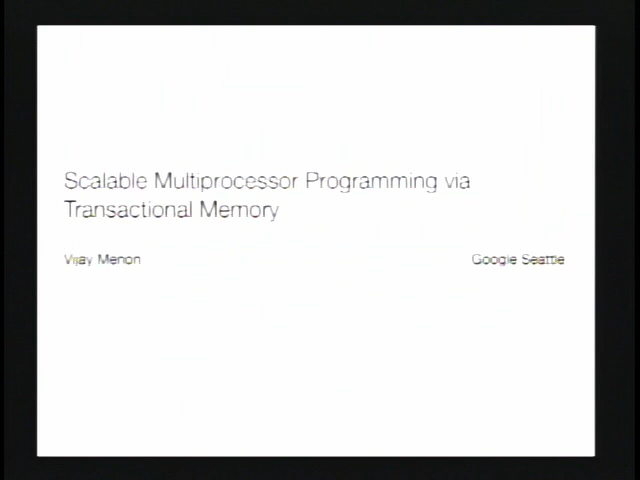 Scalable Multiprocessor Programming via
Transactional Memory
Vijay Menon
Google Seattle